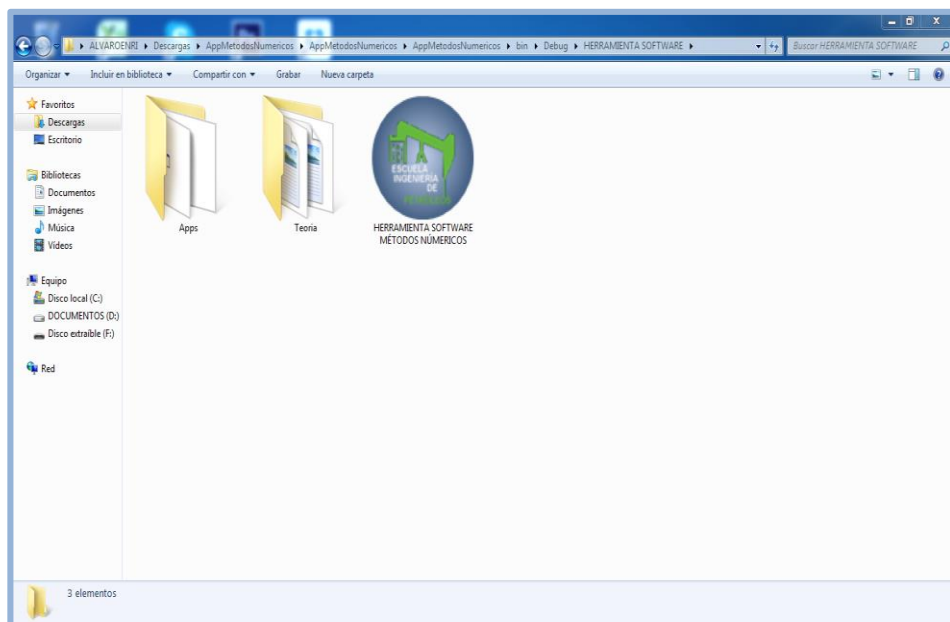 ALVAROENRI ▸ Descargas ▸ AppMetodosNumericos ▸ AppMetodosNumericos ▸ AppMetodosNumericos ▸ bin ▸ Debug ▸ HERRAMIENTA SOFTWARE ▸
Buscar HERRAMIENTA SOFTWARE
Organizar
Incluir en biblioteca
Compartir con
Grabar
Nueva carpeta
Favoritos
Descargas
Escritorio
Bibliotecas
Documentos
Imágenes
Música
Vídeos
Equipo
Disco local (C:)
DOCUMENTOS (D:)
Disco extraíble (F:)
Red
Apps
Teoria
ESCUELA
INGENIERÍA
DE
PETRÓLEOS
HERRAMIENTA SOFTWARE
MÉTODOS NÚMERICOS
3 elementos